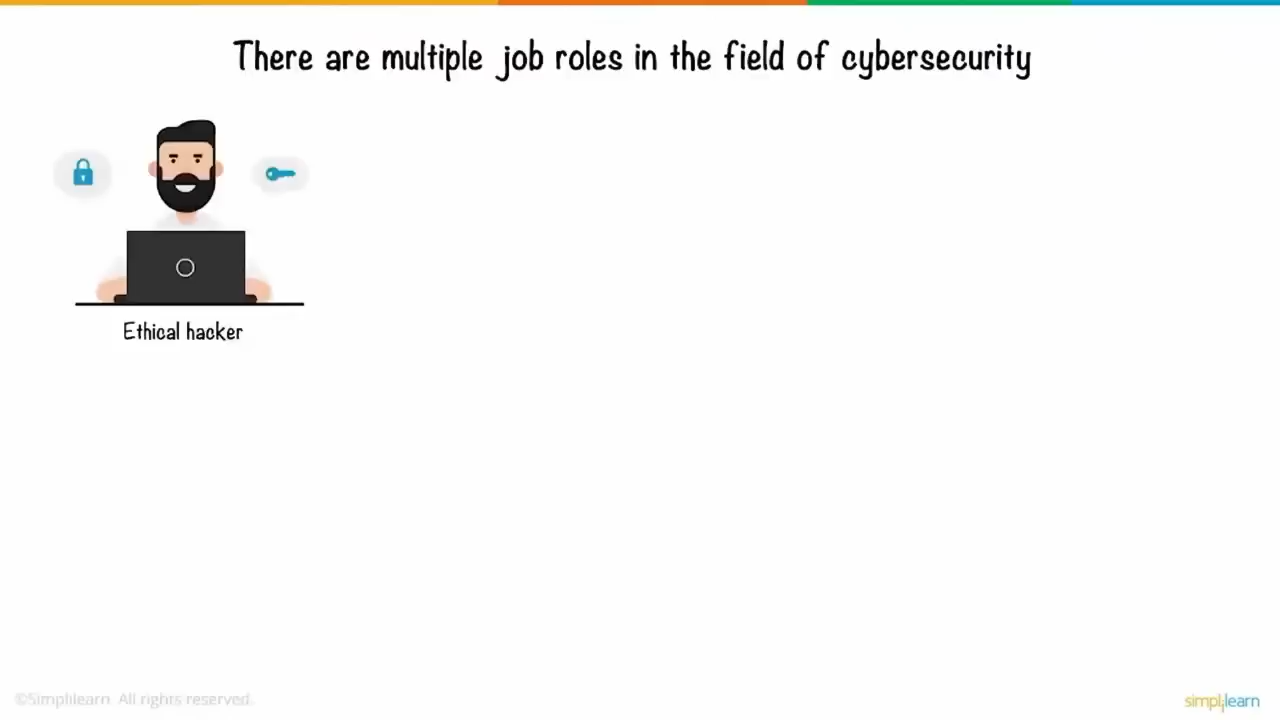 There are multiple job roles in the field of cybersecurity
Ethical hacker
©Simplilearn. All rights reserved.
simplilearn